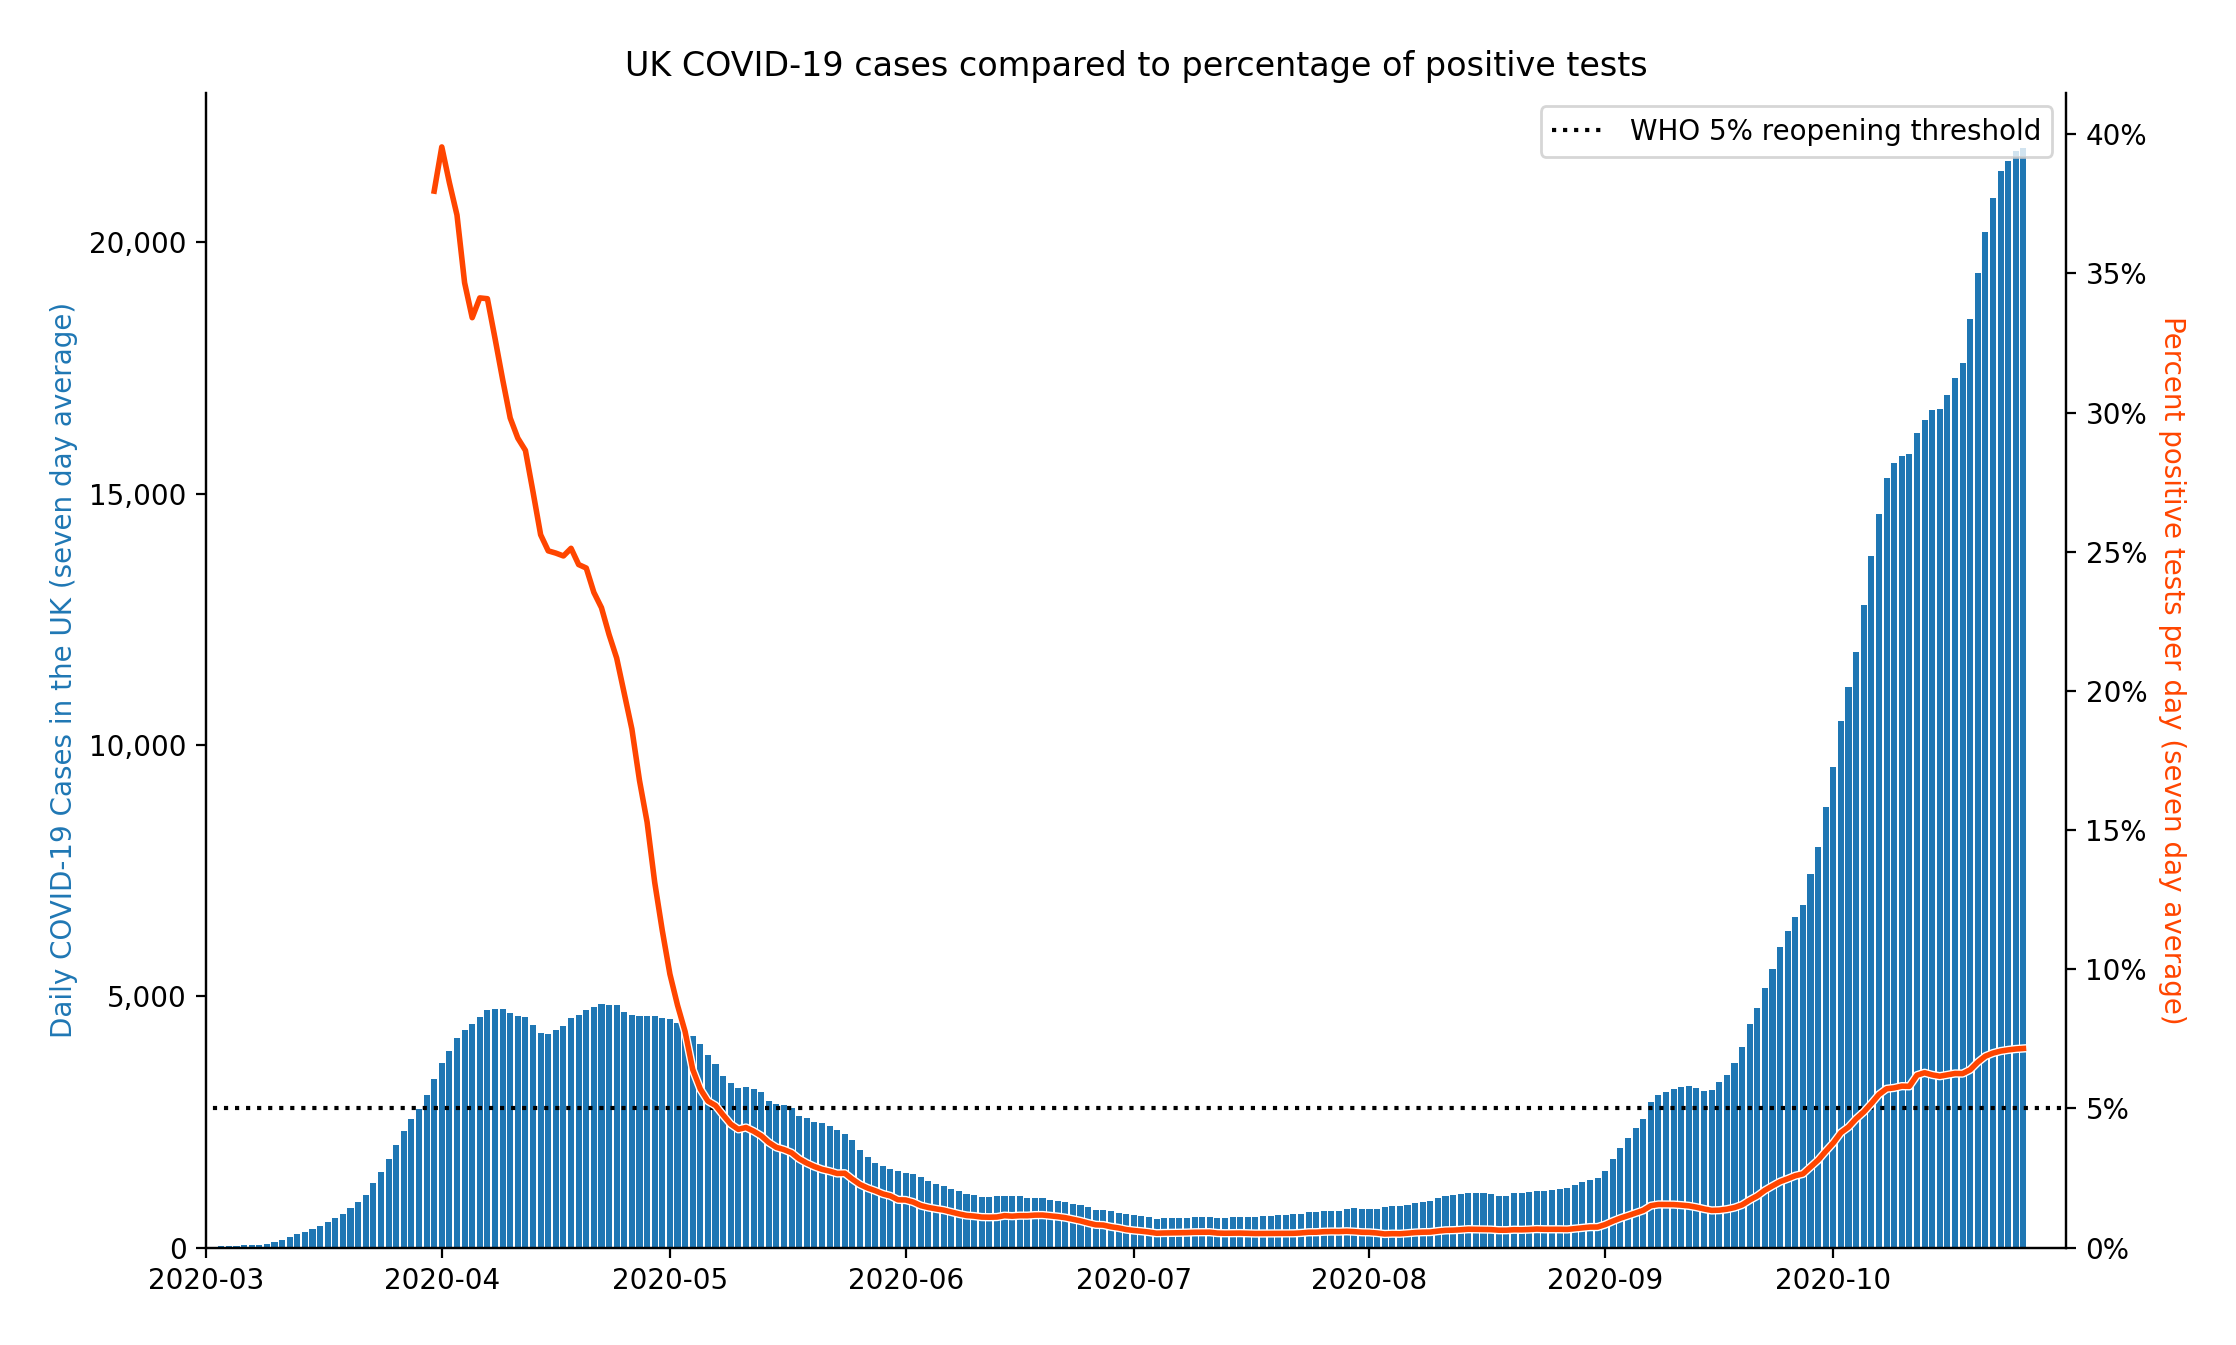 UK COVID-19 cases compared to percentage of positive tests
WHO 5% reopening threshold
Daily COVID-19 Cases in the UK (seven day average)
20,000
15,000
10,000
5,000
0
40%
35%
30%
25%
20%
15%
10%
5%
0%
Percent positive tests per day (seven day average)
2020-03 2020-04 2020-05 2020-06 2020-07 2020-08 2020-09 2020-10